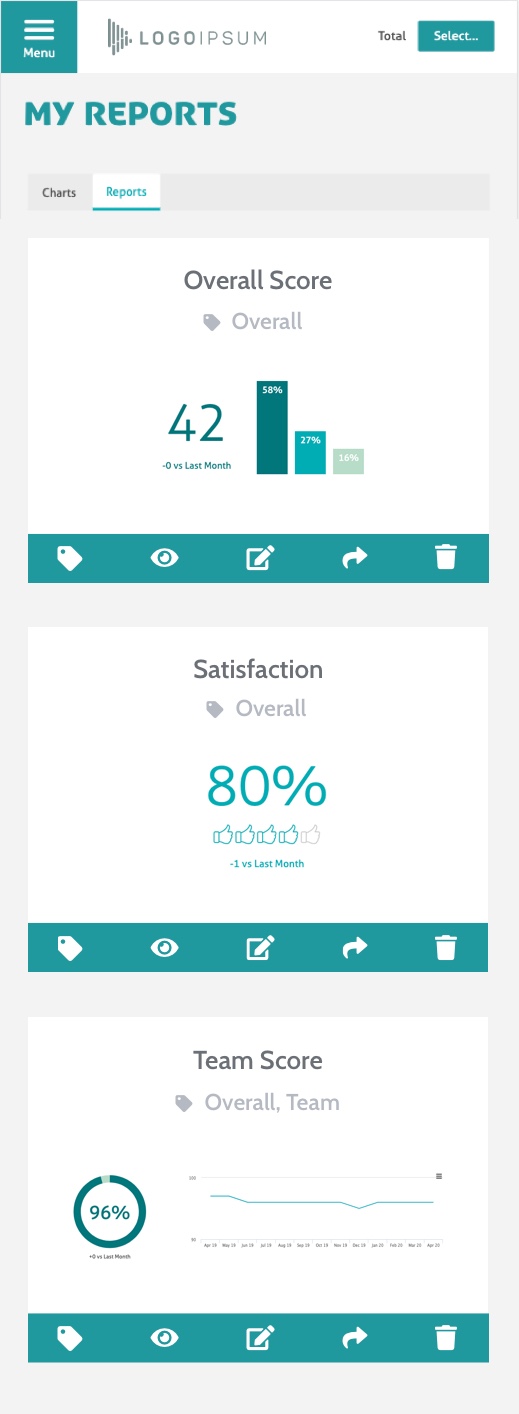 Menu
LOGOIPSUM
Total
Select...
MY REPORTS
Charts
Reports
Overall Score
Overall
42
-0 vs Last Month
58%
27%
16%
Satisfaction
Overall
80%
-1 vs Last Month
Team Score
Overall, Team
96%
+0 vs Last Month
100
90
Apr 19 May 19 Jun 19 Jul 19 Aug 19 Sep 19 Oct 19 Nov 19 Dec 19 Jan 20 Feb 20 Mar 20 Apr 20